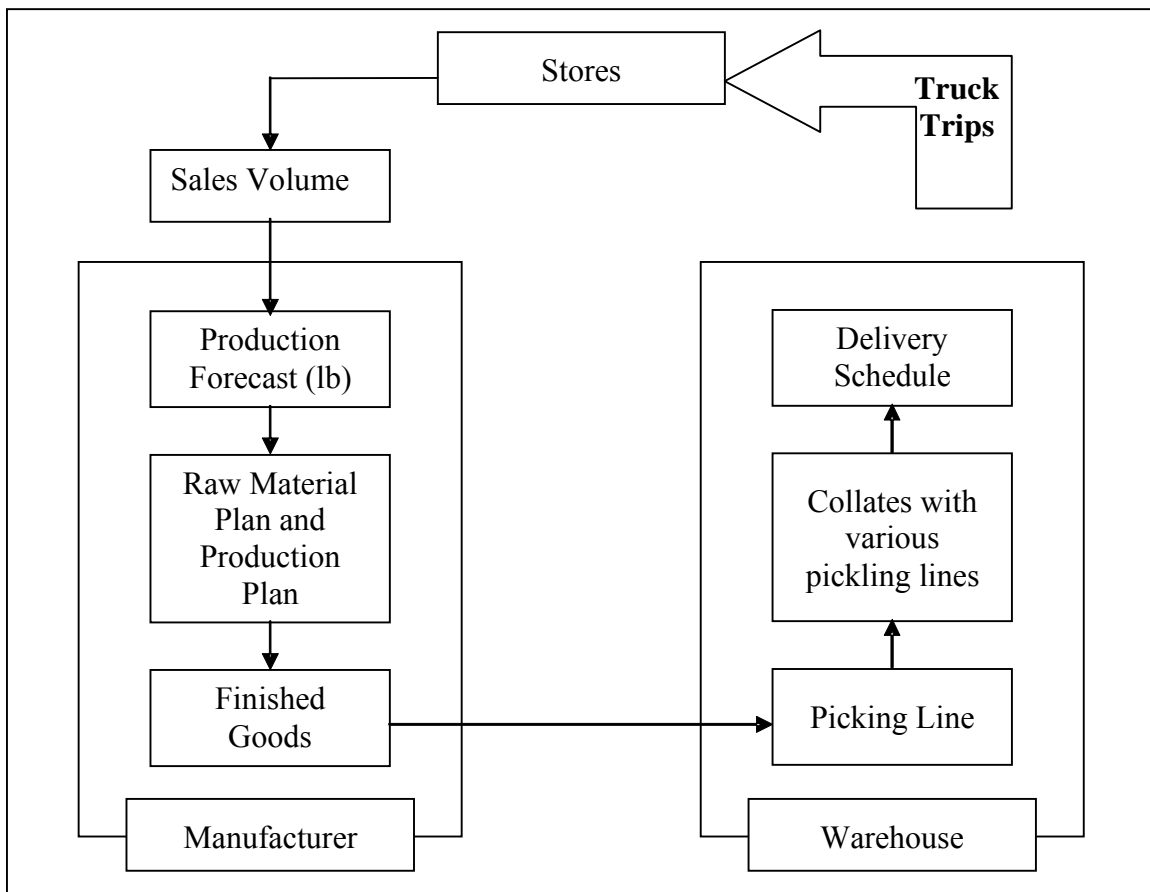 Stores
Truck
Trips
Sales Volume
Production
Forecast (lb)
Raw Material
Plan and
Production
Plan
Finished
Goods
Manufacturer
Delivery
Schedule
Collates with
various
pickling lines
Picking Line
Warehouse